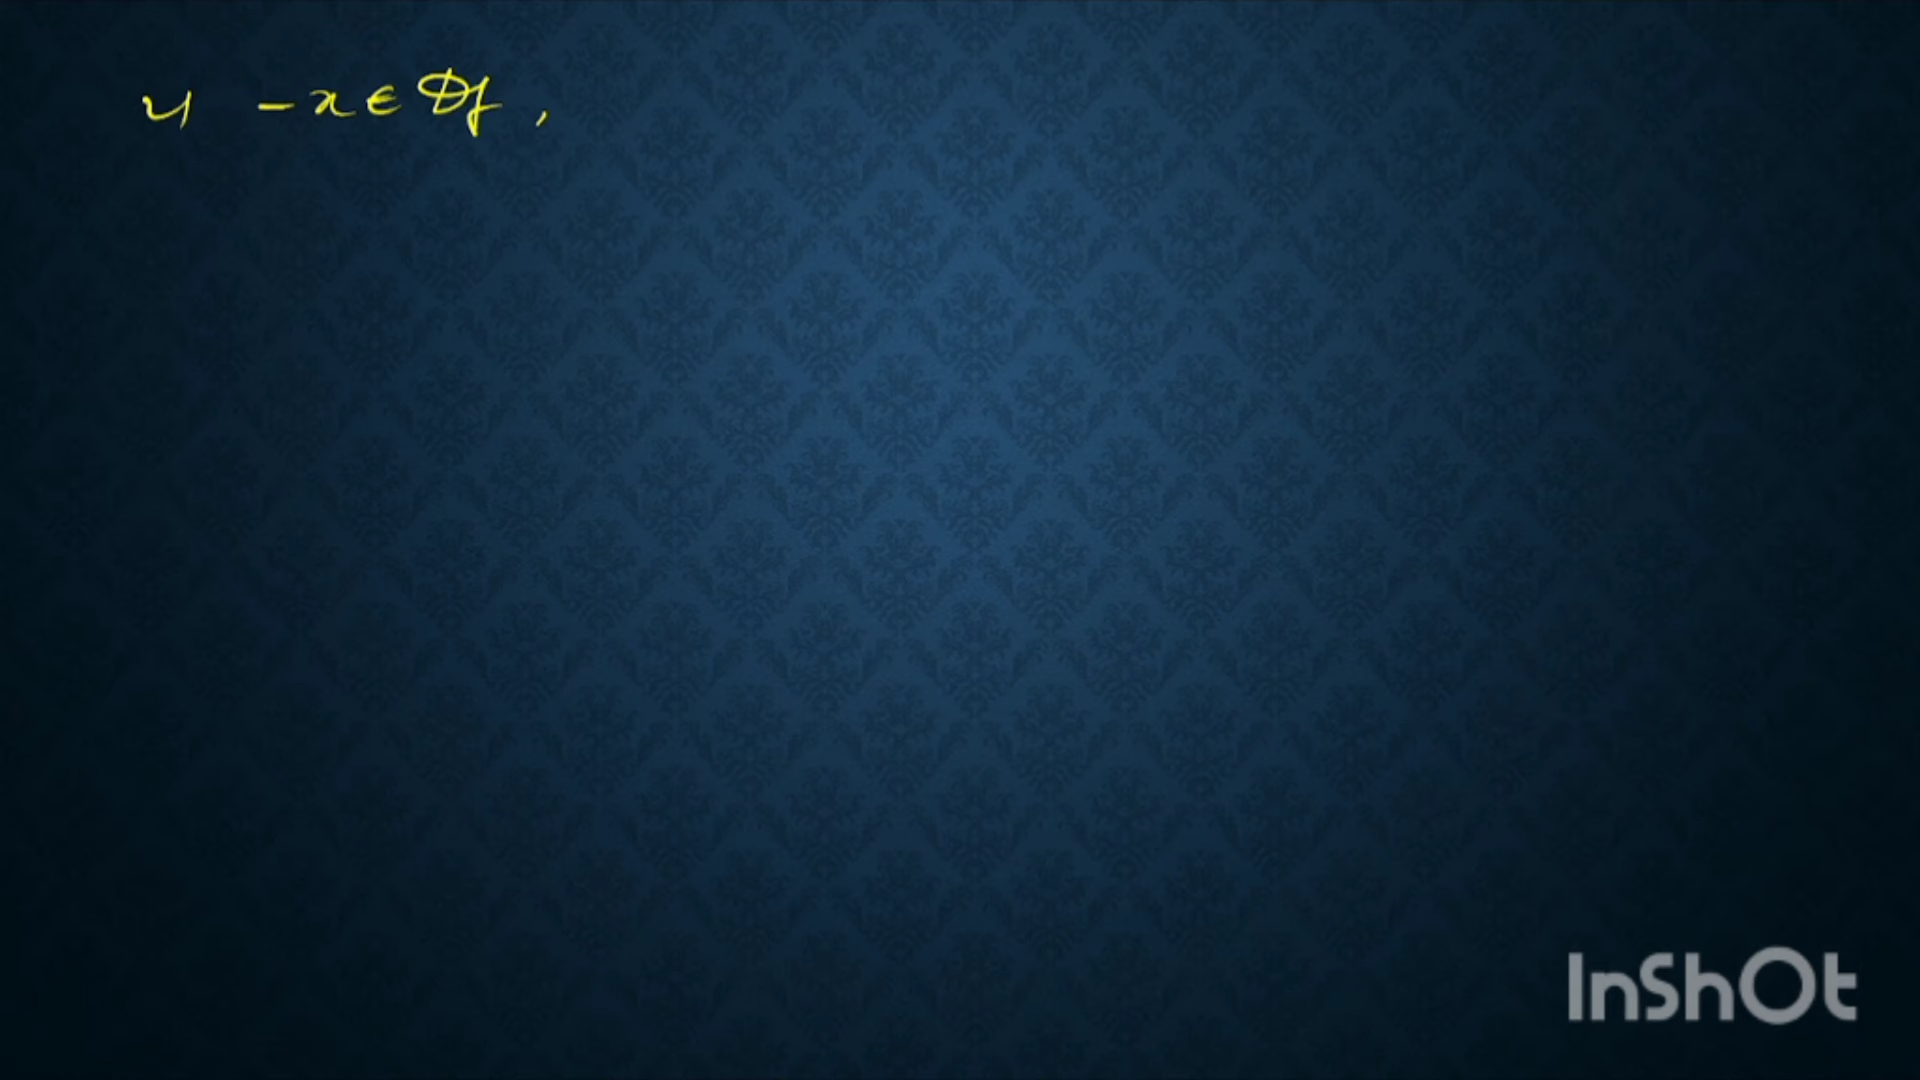 - x ∈ Df ,
InShOt